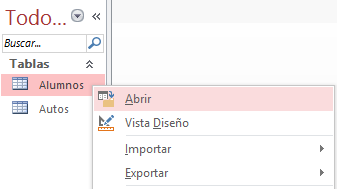 Todo...
Buscar...
Tablas
Alumnos
Autos
Abrir
Vista Diseño
Importar
Exportar